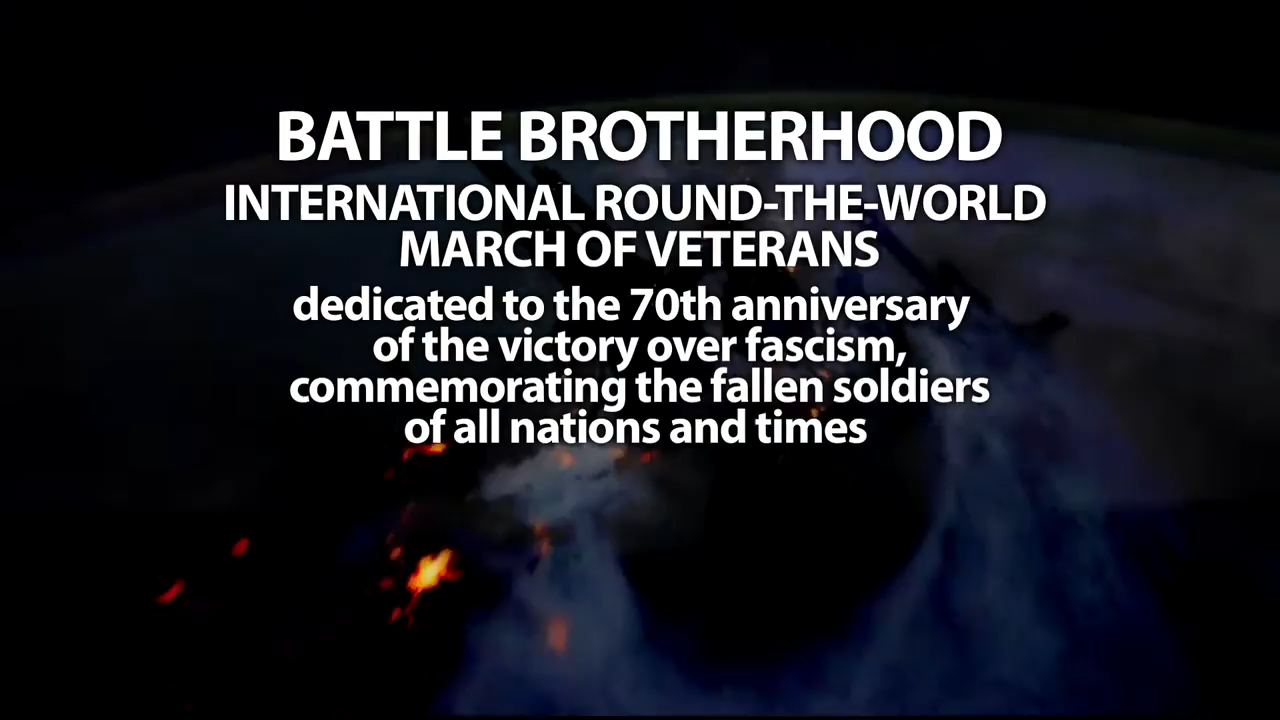 BATTLE BROTHERHOOD
INTERNATIONAL ROUND-THE-WORLD
MARCH OF VETERANS
dedicated to the 70th anniversary
of the victory over fascism,
commemorating the fallen soldiers
of all nations and times